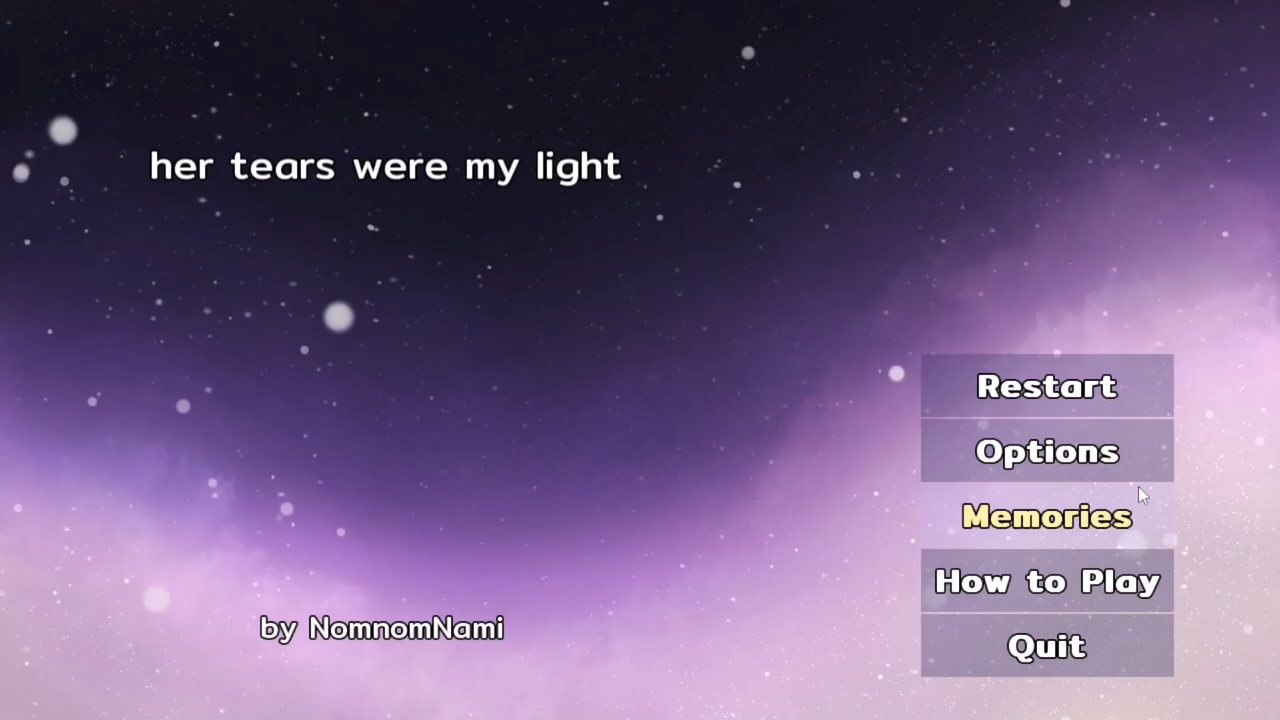 her tears were my light
Restart
Options
Memories
How to Play
by NomnomNami
Quit